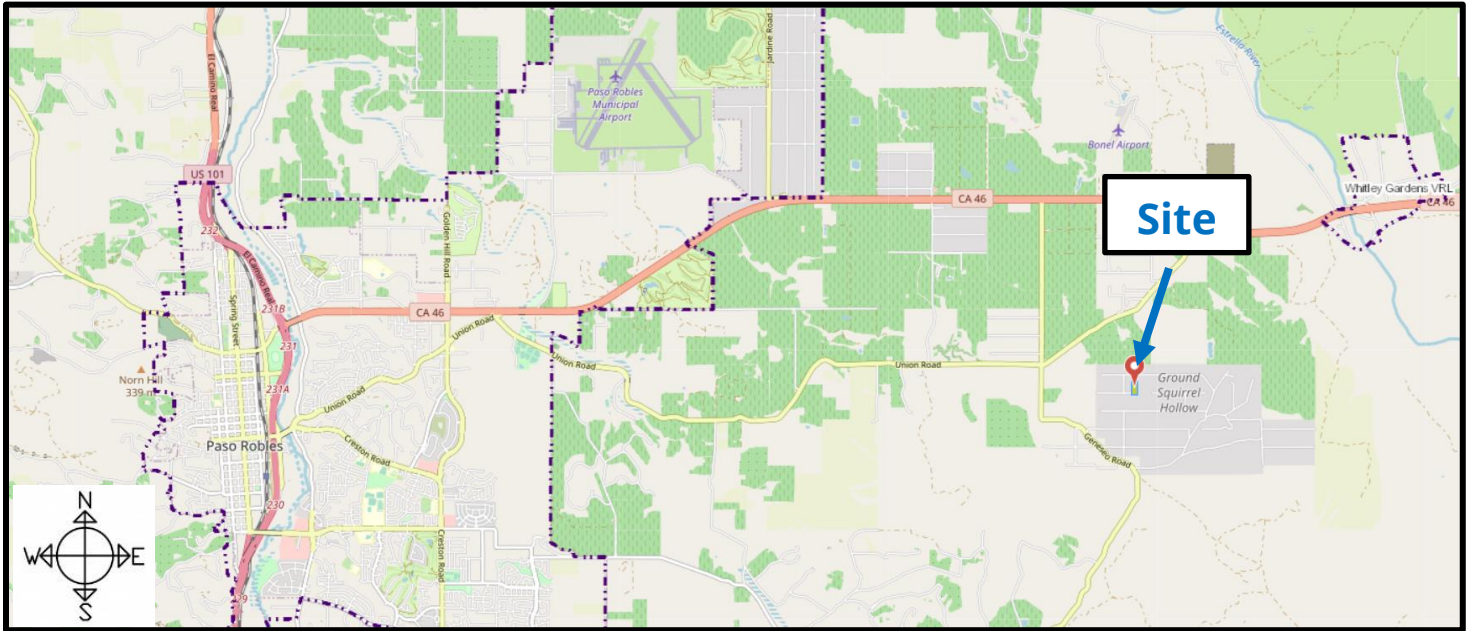 El Camino Real
Jardine Road
Estrella River
Paso Robles
Municipal
Airport
Bonel Airport
US 101
Whitley Gardens VRL
CA 46
CA 46
Site
232
Golden Hill Road
El Camino Real
231B
Spring Street
CA 46
Union Road
231
Union Road
Union Road
Norn Hill
339 m
231A
Ground
Squirrel
Hollow
Union Road
Paso Robles
Creston Road
Geneseo Road
N
W
E
S
230
Creston Road